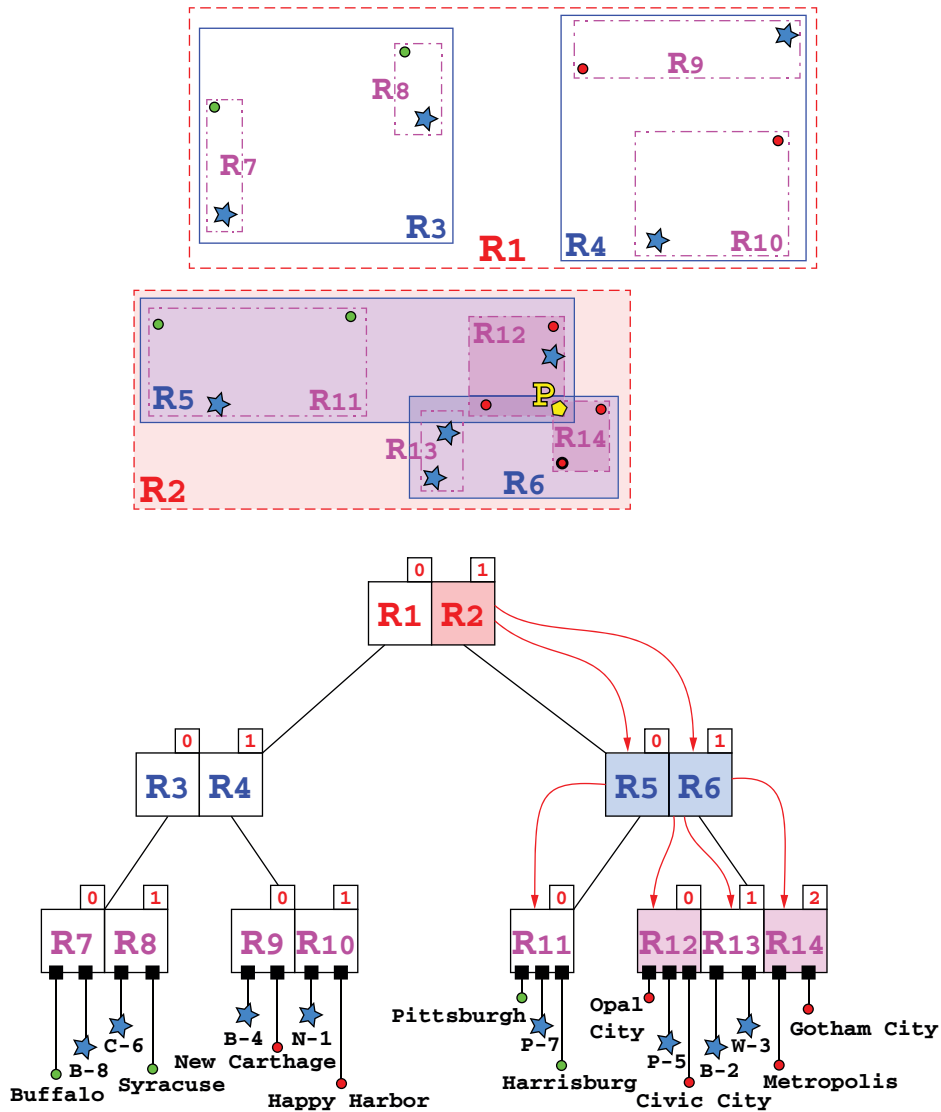 R8
R9
R7
R3
R1
R4
R10
R12
P
R5
R11
R13
R14
R6
R2
0 1
R1 R2
0 1
R3 R4
0 1
R5 R6
0 1
R7 R8
0 1
R9 R10
0
R11
0 1 2
R12 R13 R14
Buffalo
B-8
C-6
Syracuse
B-4
New Carthage
N-1
Happy Harbor
Pittsburgh
P-7
Harrisburg
Opal
City
P-5
Civic City
B-2
W-3
Metropolis
Gotham City